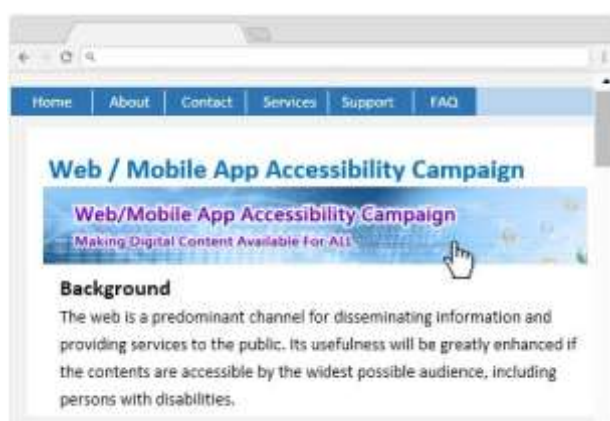 Home About Contact Services Support FAQ
Web / Mobile App Accessibility Campaign
Web/Mobile App Accessibility Campaign
Making Digital Content Available For ALL
Background
The web is a predominant channel for disseminating information and
providing services to the public. Its usefulness will be greatly enhanced if
the contents are accessible by the widest possible audience, including
persons with disabilities.